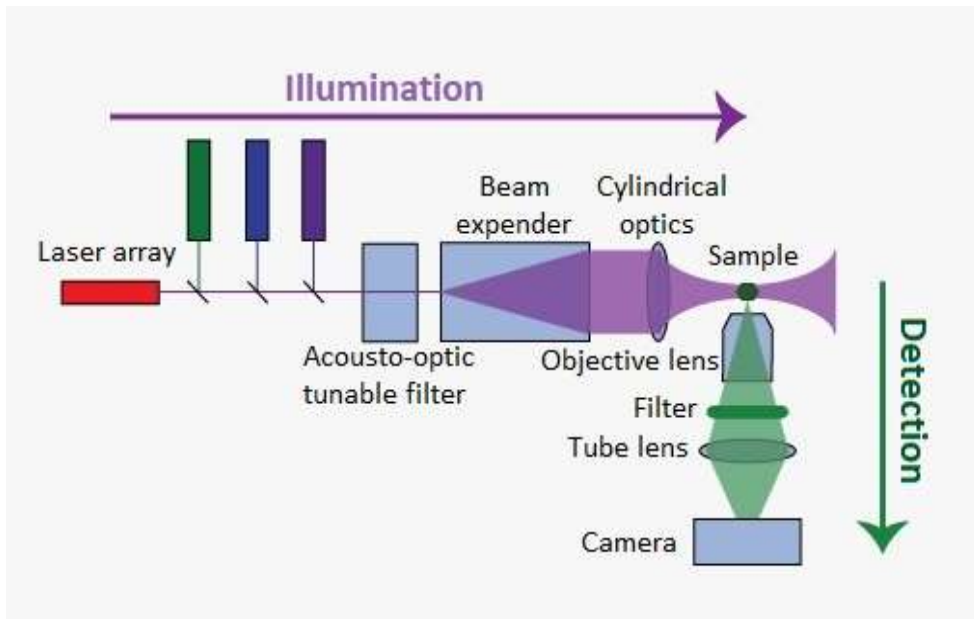 Illumination
Beam
expender
Cylindrical
optics
Laser array
Sample
Acousto-optic
tunable filter
Objective lens
Filter
Tube lens
Camera
Detection